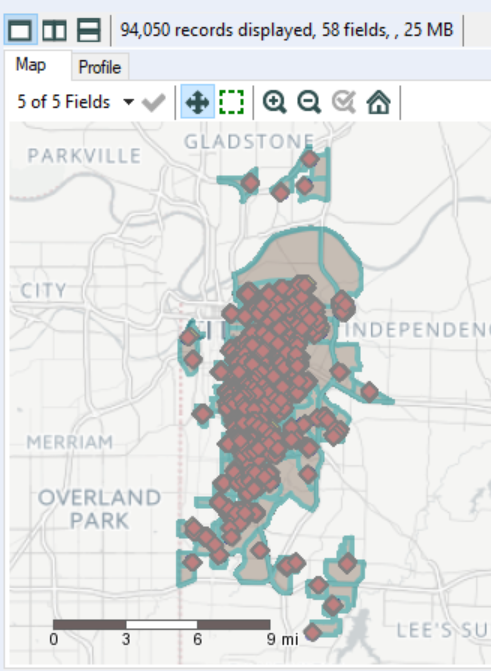 94,050 records displayed, 58 fields, , 25 MB
Map
Profile
5 of 5 Fields
GLADSTONE
PARKVILLE
CITY
INDEPENDENC
MERRIAM
OVERLAND
PARK
LEE'S SU
0 3 6 9 mi